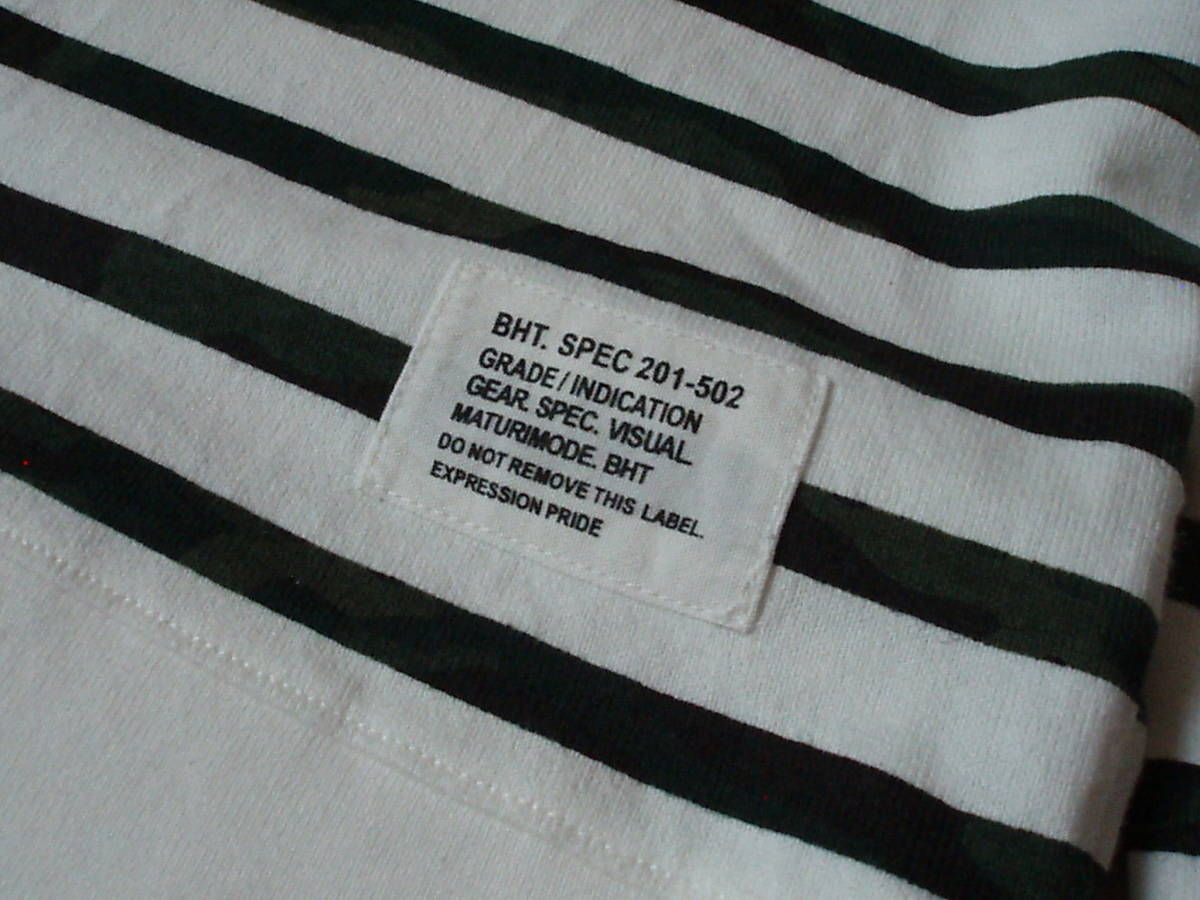 BHT. SPEC 201-502
GRADE / INDICATION
GEAR. SPEC. VISUAL.
MATURIMODE. BHT
DO NOT REMOVE THIS LABEL.
EXPRESSION PRIDE